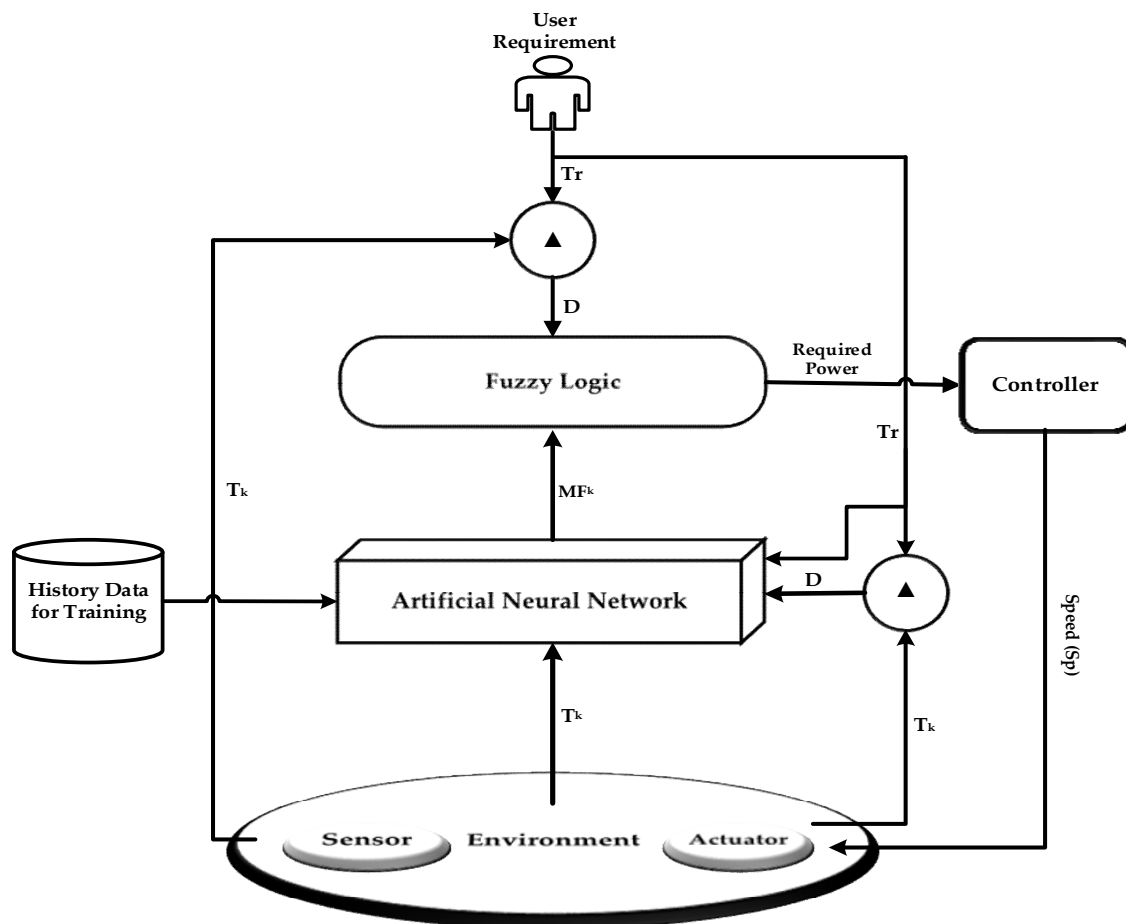 User
Requirement
Tr
▲
D
Required
Power
Fuzzy Logic
Controller
Tr
Tk
MFk
History Data
for Training
D
▲
Artificial Neural Network
Speed (Sp)
Tk
Tk
Sensor
Environment
Actuator